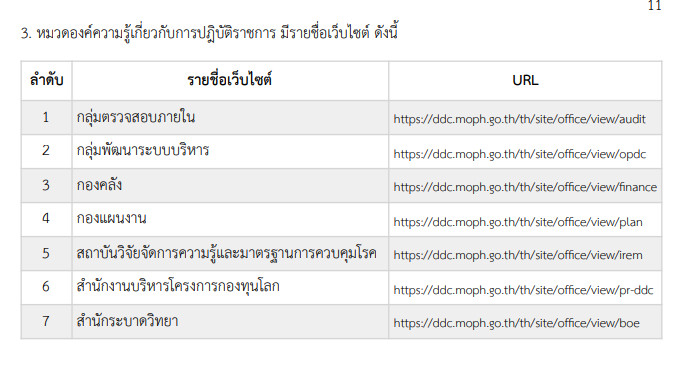 11
3. หมวดองค์ความรู้เกี่ยวกับการปฏิบัติราชการ มีรายชื่อเว็บไซต์ ดังนี้
ลำดับ รายชื่อเว็บไซต์ URL
1 กลุ่มตรวจสอบภายใน https://ddc.moph.go.th/th/site/office/view/audit
2 กลุ่มพัฒนาระบบบริหาร https://ddc.moph.go.th/th/site/office/view/opdc
3 กองคลัง https://ddc.moph.go.th/th/site/office/view/finance
4 กองแผนงาน https://ddc.moph.go.th/th/site/office/view/plan
5 สถาบันวิจัยจัดการความรู้และมาตรฐานการควบคุมโรค https://ddc.moph.go.th/th/site/office/view/irem
6 สำนักงานบริหารโครงการกองทุนโลก https://ddc.moph.go.th/th/site/office/view/pr-ddc
7 สำนักระบาดวิทยา https://ddc.moph.go.th/th/site/office/view/boe